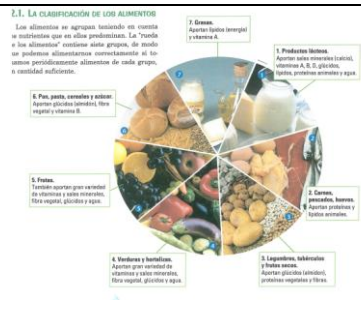 2.1. LA CLASIFICACIÓN DE LOS ALIMENTOS
Los alimentos se agrupan teniendo en cuenta
nutrientes que en ellos predominan. La "rueda
los alimentos" contiene siete grupos, de modo
podemos alimentarnos correctamente si
periódicamente alimentos de cada grupo,
cantidad suficiente.
7. Grasas.
Aportan lípidos (energía)
y vitamina A.
1. Productos lácteos.
Aportan sales minerales (calcio),
vitaminas A, B, D, glúcidos,
lípidos, proteínas animales y agua.
6. Pan, pasta, cereales y azúcar.
Aportan glúcidos (almidón), fibra
vegetal y vitamina B.
2. Carnes,
pescados, huevos.
Aportan proteínas y
lípidos animales.
5. Frutas.
También aportan gran variedad
de vitaminas y sales minerales,
fibra vegetal, glúcidos y agua.
3. Legumbres, tubérculos
y frutos secos.
Aportan glúcidos (almidón),
proteínas vegetales y fibras.
4. Verduras y hortalizas.
Aportan gran variedad de
vitaminas y sales minerales,
fibra vegetal, glúcidos y agua.